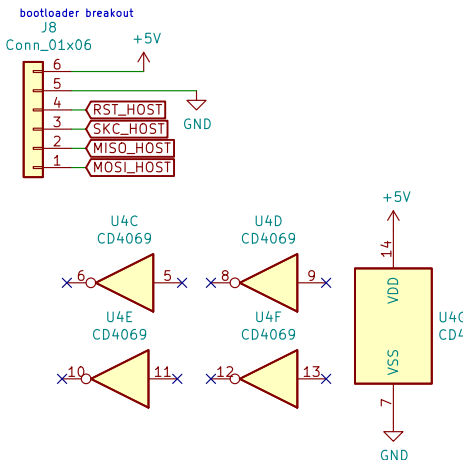 bootloader breakout
J8
Conn_01x06
+5V
6
5
4 RST_HOST
3 SKC_HOST
2 MISO_HOST
1 MOSI_HOST
GND
+5V
U4C
CD4069
6 5
U4D
CD4069
8 9
14
VDD
VSS
7
GND
U4E
CD4069
10 11
U4F
CD4069
12 13